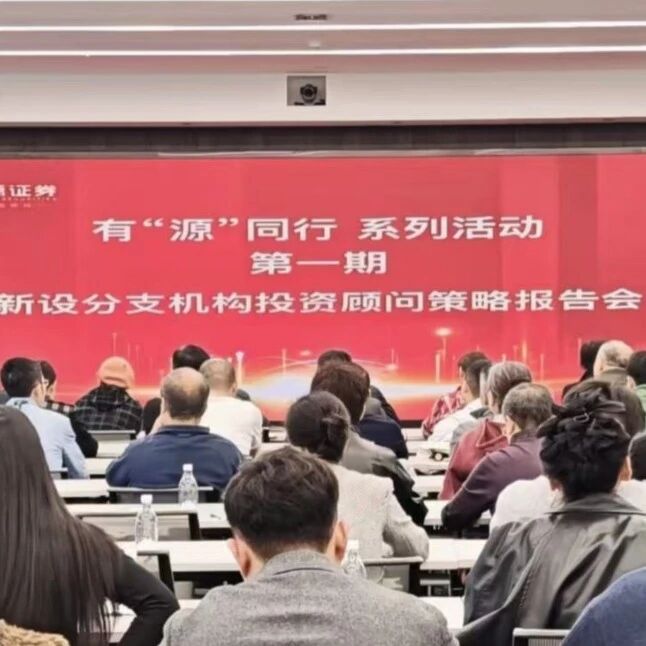 证券
有“源”同行 系列活动
第一期
新设分支机构投资顾问策略报告会